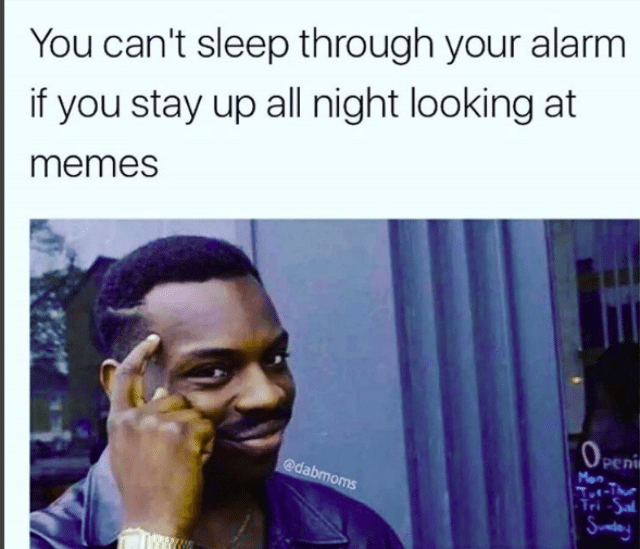 You can't sleep through your alarm
if you stay up all night looking at
memes
@dabmoms
Mon
Sunday